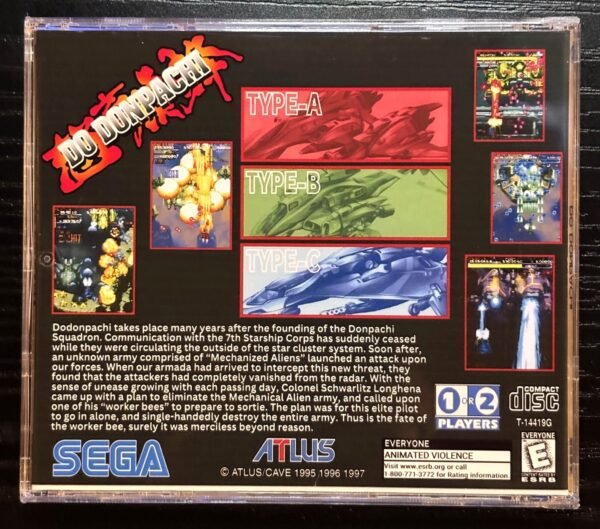 DO DONPACHI
TYPE-A
TYPE-B
TYPE-C
Dodonpachi takes place many years after the founding of the Donpachi
Squadron. Communication with the 7th Starship Corps has suddenly ceased
while they were circulating the outside of the star cluster system. Soon after,
an unknown army comprised of "Mechanized Aliens" launched an attack upon
our forces. When our armada had arrived to intercept this new threat, they
found that the attackers had completely vanished from the radar. With the
sense of unease growing with each passing day, Colonel Schwarlitz Longhena
came up with a plan to eliminate the Mechanical Alien army, and called upon
one of his "worker bees" to prepare to sortie. The plan was for this elite pilot
to go in alone, and single-handedly destroy the entire army. Thus is the fate of
the worker bee, surely it was merciless beyond reason.
1 OR 2
PLAYERS
COMPACT
disc
T-14419G
SEGA
ATLUS
© ATLUS/CAVE 1995 1996 1997
EVERYONE
ANIMATED VIOLENCE
Visit www.esrb.org or call
1-800-771-3772 for Rating information
EVERYONE
E
ESRB